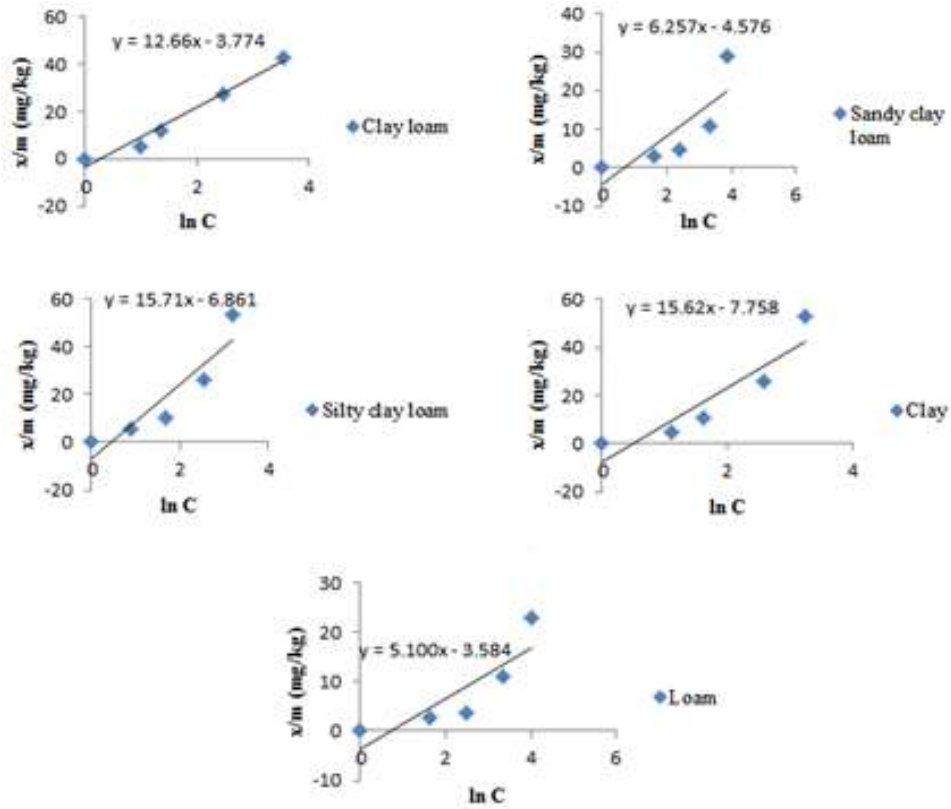 60
y = 12.66x - 3.774
40
20
0
-20
0
2
4
x/m (mg/kg)
ln C
Clay loam
40
y = 6.257x - 4.576
30
20
10
0
-10
0
2
4
6
x/m (mg/kg)
ln C
Sandy clay
loam
60
y = 15.71x - 6.861
40
20
0
-20
0
2
4
x/m (mg/kg)
ln C
Silty clay loam
60
y = 15.62x - 7.758
40
20
0
-20
0
2
4
x/m (mg/kg)
ln C
Clay
30
20
y = 5.100x - 3.584
10
0
-10
0
2
4
6
x/m (mg/kg)
ln C
Loam